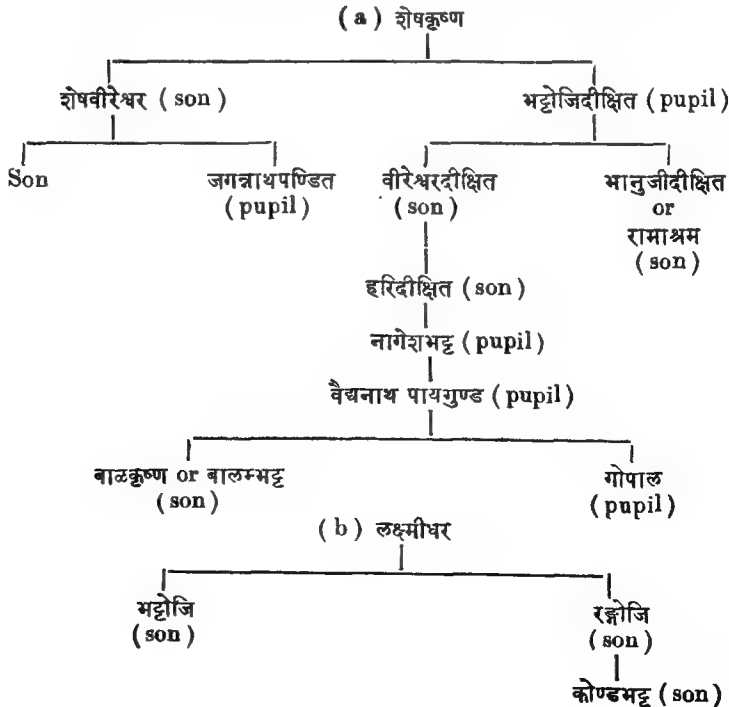 (a) शेषकृष्ण
शेषवीरेश्वर (son) भट्टोजिदीक्षित (pupil)
Son जगन्नाथपण्डित वीरेश्वरदीक्षित भानुजीदीक्षित
(pupil) (son) or
रामाश्रम
(son)
हरिदीक्षित (son)
नागेशभट्ट (pupil)
वैद्यनाथ पायगुण्ड (pupil)
बाळकृष्ण or बालम्भट्ट गोपाल
(son) (pupil)
(b) लक्ष्मीधर
भट्टोजि रङ्गोजि
(son) (son)
कोण्डभट्ट (son)